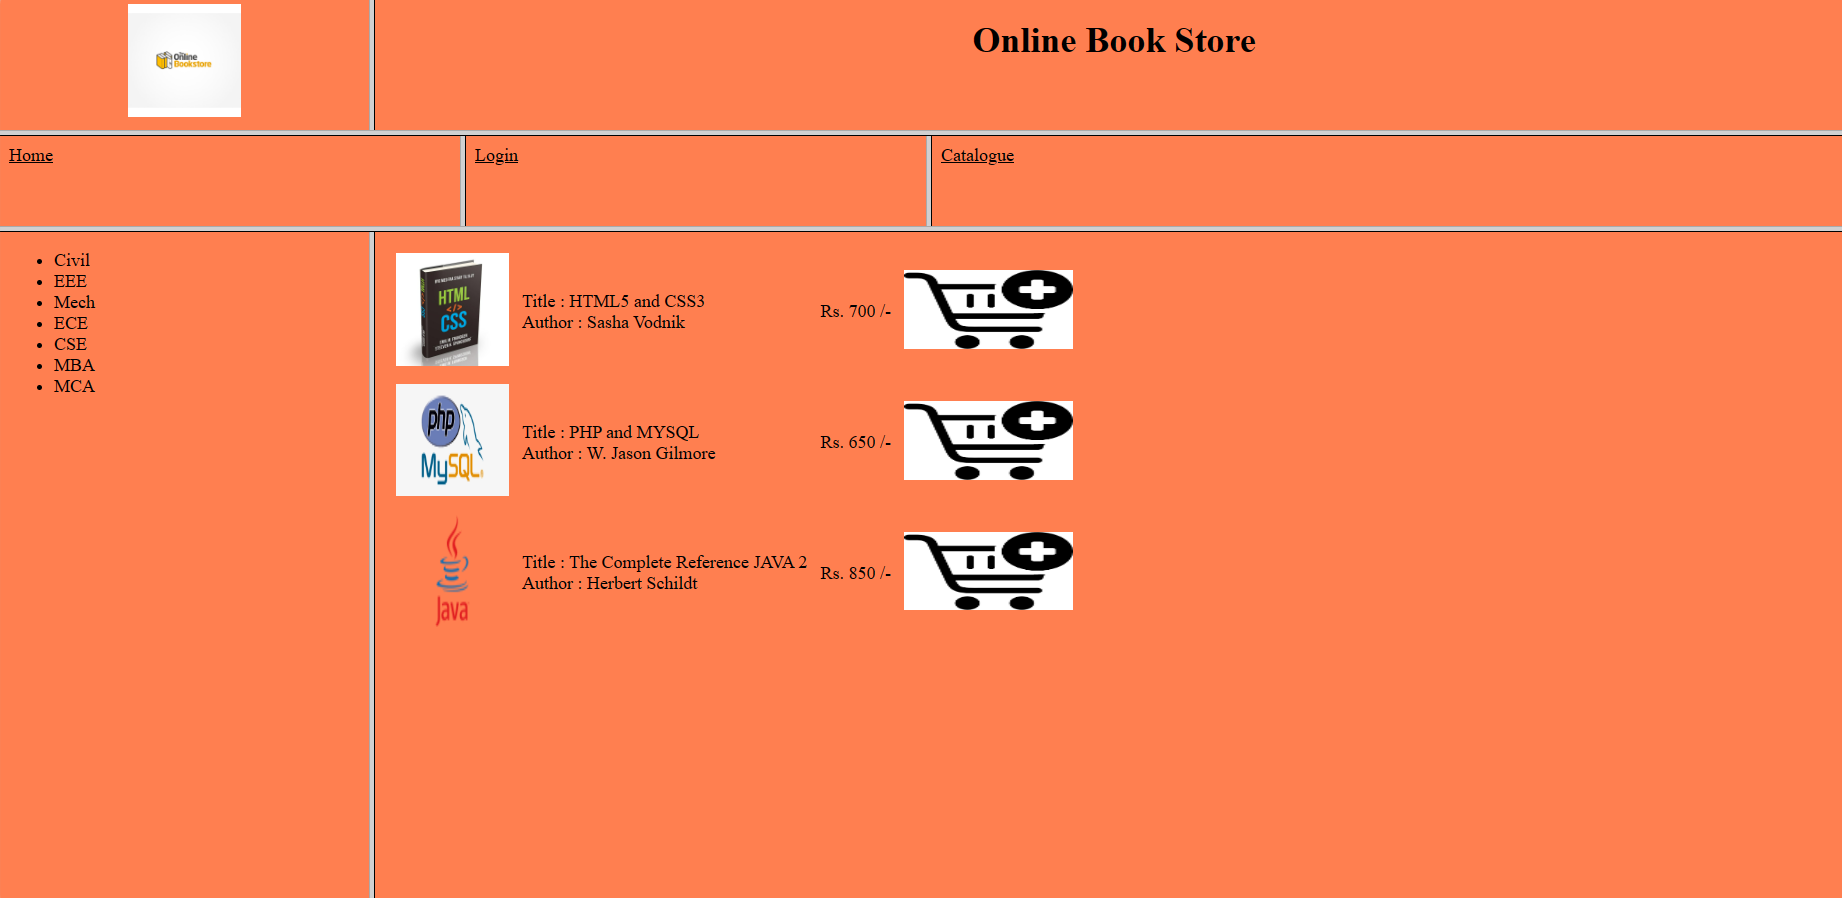 Online
Bookstore
Online Book Store
Home
Login
Catalogue
Civil
EEE
Mech
ECE
CSE
MBA
MCA
HTML
</>
CSS
Title : HTML5 and CSS3
Author : Sasha Vodnik
Rs. 700 /-
php
MySQL
Title : PHP and MYSQL
Author : W. Jason Gilmore
Rs. 650 /-
Java
Title : The Complete Reference JAVA 2
Author : Herbert Schildt
Rs. 850 /-